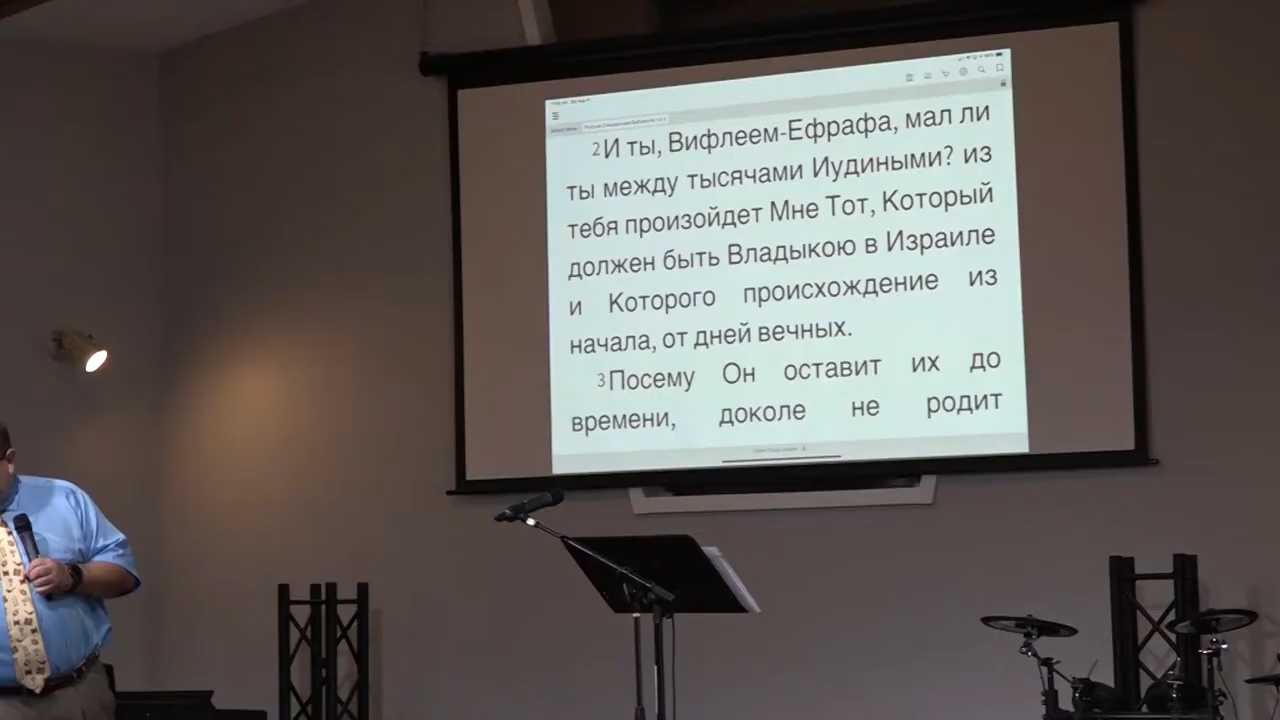 2И ты, Вифлеем-Ефрафа, мал ли
ты между тысячами Иудиными? из
тебя произойдет Мне Тот, Который
должен быть Владыкою в Израиле
и Которого происхождение из
начала, от дней вечных.
3Посему Он оставит их до
времени, доколе не родит